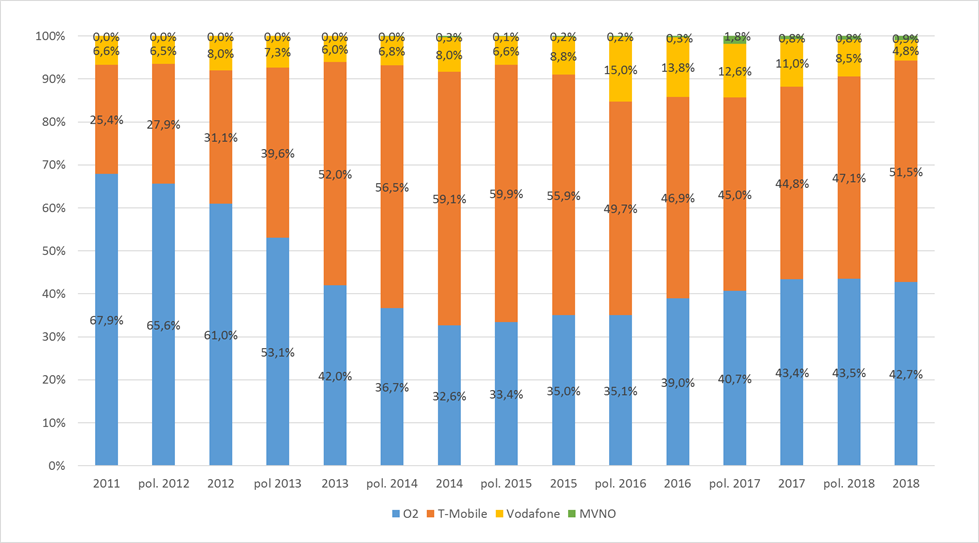 100%
90%
80%
70%
60%
50%
40%
30%
20%
10%
0%
0,0% 0,0% 0,0% 0,0% 0,0% 0,0% 0,3% 0,1% 0,2% 0,2% 0,3% 1,8% 0,8% 0,8% 0,9%
6,6% 6,5% 8,0% 7,3% 6,0% 6,8% 8,0% 6,6% 8,8% 15,0% 13,8% 12,6% 11,0% 8,5% 4,8%
25,4% 27,9% 31,1% 39,6% 52,0% 56,5% 59,1% 59,9% 55,9% 49,7% 46,9% 45,0% 44,8% 47,1% 51,5%
67,9% 65,6% 61,0% 53,1% 42,0% 36,7% 32,6% 33,4% 35,0% 35,1% 39,0% 40,7% 43,4% 43,5% 42,7%
2011 pol. 2012 2012 pol 2013 2013 pol. 2014 2014 pol. 2015 2015 pol. 2016 2016 pol. 2017 2017 pol. 2018 2018
O2 T-Mobile Vodafone MVNO